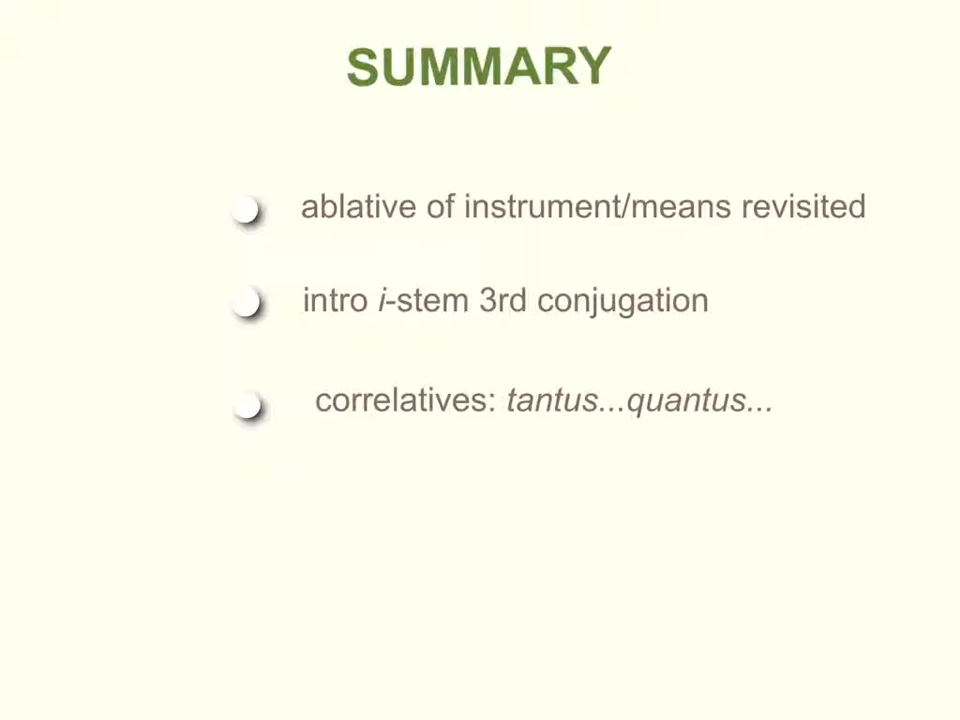 SUMMARY
ablative of instrument/means revisited
intro i-stem 3rd conjugation
correlatives: tantus...quantus...